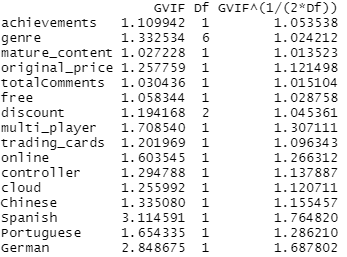 GVIF Df GVIF^(1/(2*Df))
achievements 1.109942 1 1.053538
genre 1.332534 6 1.024212
mature_content 1.027228 1 1.013523
original_price 1.257759 1 1.121498
totalComments 1.030436 1 1.015104
free 1.058344 1 1.028758
discount 1.194168 2 1.045361
multi_player 1.708540 1 1.307111
trading_cards 1.201969 1 1.096343
online 1.603545 1 1.266312
controller 1.294788 1 1.137887
cloud 1.255992 1 1.120711
Chinese 1.335080 1 1.155457
Spanish 3.114591 1 1.764820
Portuguese 1.654335 1 1.286210
German 2.848675 1 1.687802